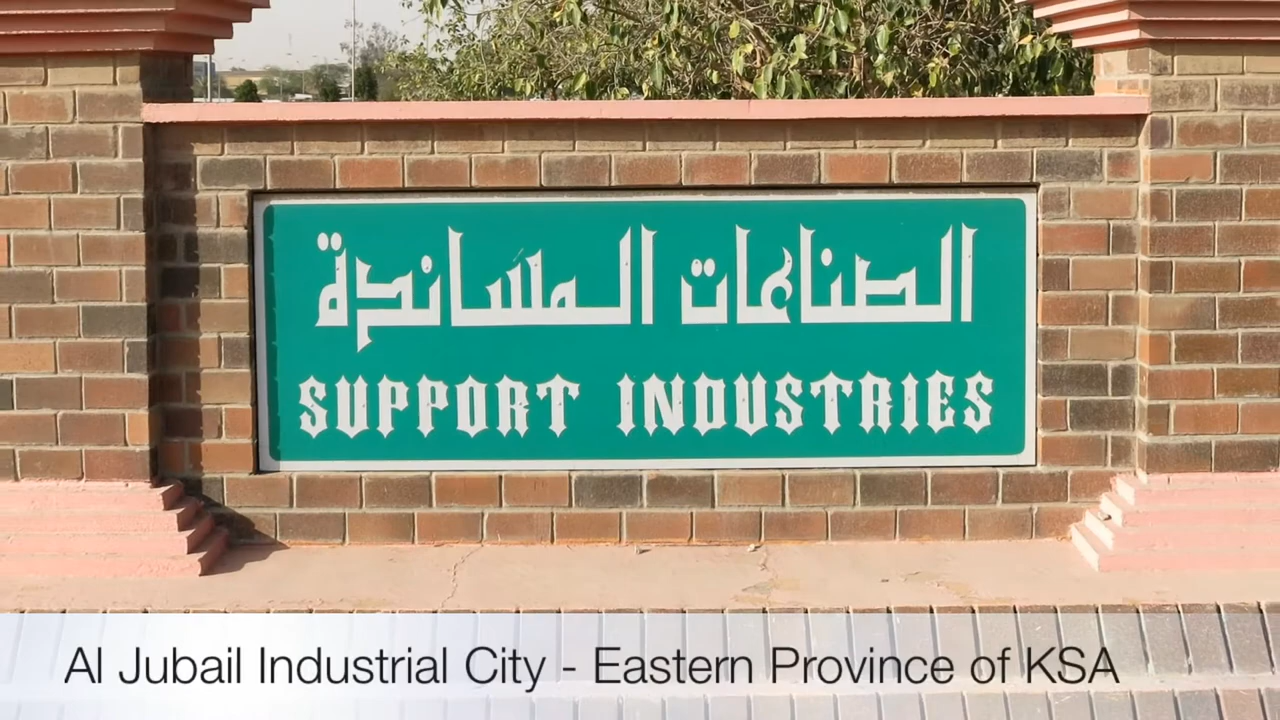 الصناعات المساندة
SUPPORT INDUSTRIES
Al Jubail Industrial City - Eastern Province of KSA